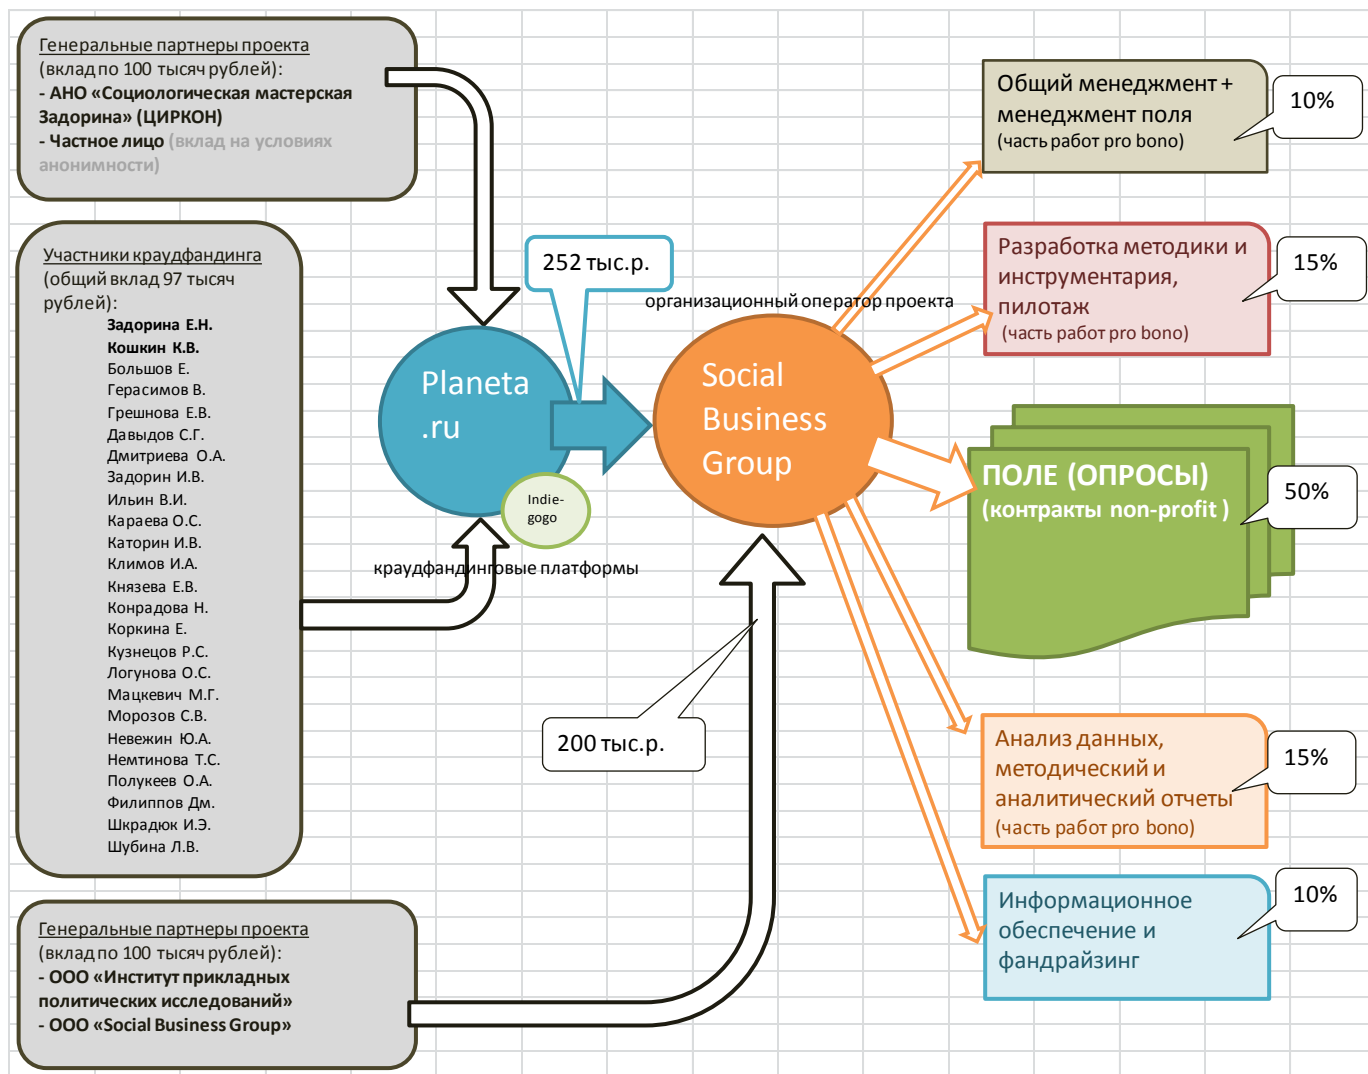 Генеральные партнеры проекта
(вклад по 100 тысяч рублей):
- АНО «Социологическая мастерская
Задорина» (ЦИРКОН)
- Частное лицо (вклад на условиях
анонимности)
Участники краудфандинга
(общий вклад 97 тысяч
рублей):
Задорина Е.Н.
Кошкин К.В.
Большов Е.
Герасимов В.
Грешнова Е.В.
Давыдов С.Г.
Дмитриева О.А.
Задорин И.В.
Ильин В.И.
Караева О.С.
Каторин И.В.
Климов И.А.
Князева Е.В.
Конрадова Н.
Коркина Е.
Кузнецов Р.С.
Логунова О.С.
Мацкевич М.Г.
Морозов С.В.
Невежин Ю.А.
Немтинова Т.С.
Полукеев О.А.
Филиппов Дм.
Шкрадюк И.Э.
Шубина Л.В.
Генеральные партнеры проекта
(вклад по 100 тысяч рублей):
- ООО «Институт прикладных
политических исследований»
- ООО «Social Business Group»
252 тыс.р.
Planeta
.ru
Indie-
gogo
краудфандинговые платформы
организационный оператор проекта
Social
Business
Group
200 тыс.р.
Общий менеджмент +
менеджмент поля
(часть работ pro bono)
10%
Разработка методики и
инструментария,
пилотаж
(часть работ pro bono)
15%
ПОЛЕ (ОПРОСЫ)
(контракты non-profit )
50%
Анализ данных,
методический и
аналитический отчеты
(часть работ pro bono)
15%
Информационное
обеспечение и
фандрайзинг
10%